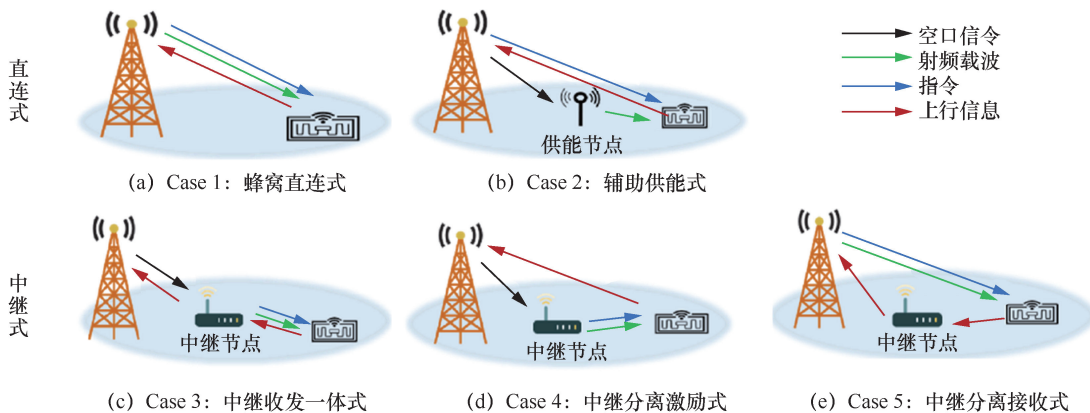 直连式
空口信令
射频载波
指令
上行信息
供能节点
(a) Case 1：蜂窝直连式
(b) Case 2：辅助供能式
中继式
中继节点
中继节点
中继节点
(c) Case 3：中继收发一体式
(d) Case 4：中继分离激励式
(e) Case 5：中继分离接收式